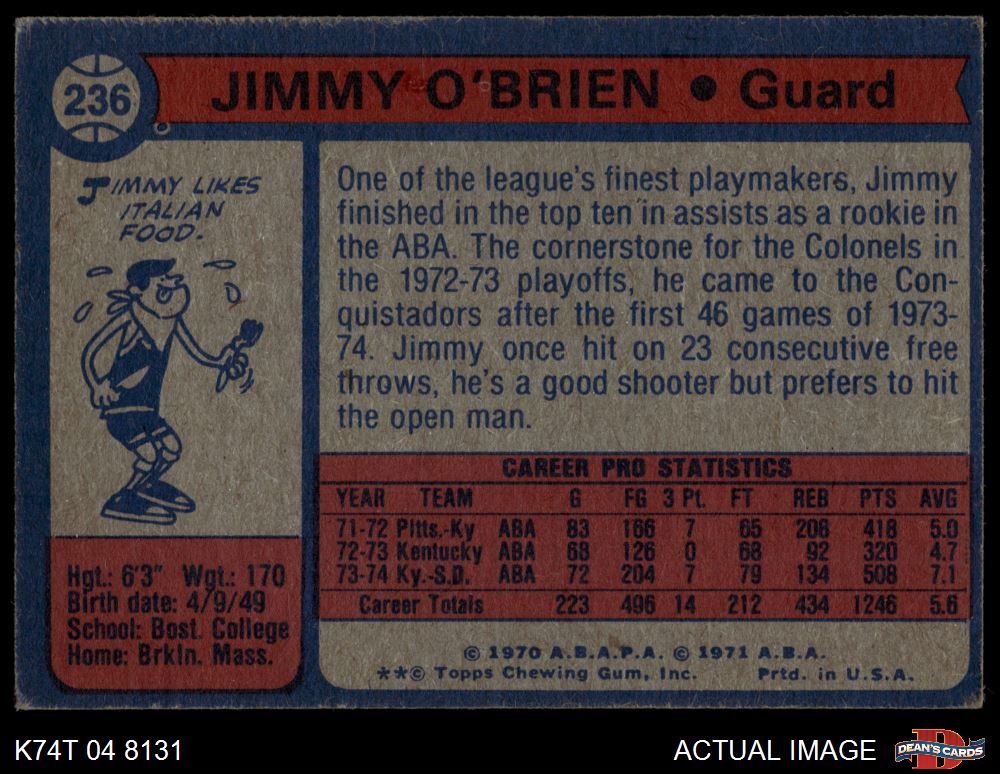 236
JIMMY O'BRIEN • Guard
JIMMY LIKES
ITALIAN
FOOD.
One of the league's finest playmakers, Jimmy
finished in the top ten in assists as a rookie in
the ABA. The cornerstone for the Colonels in
the 1972-73 playoffs, he came to the Con-
quistadors after the first 46 games of 1973-
74. Jimmy once hit on 23 consecutive free
throws, he's a good shooter but prefers to hit
the open man.
Hgt.: 6'3" Wgt.: 170
Birth date: 4/9/49
School: Bost. College
Home: Brkln. Mass.
CAREER PRO STATISTICS
YEAR TEAM G FG 3 Pt. FT REB PTS AVG
71-72 Pitts.-Ky ABA 83 166 7 65 208 418 5.0
72-73 Kentucky ABA 68 126 0 68 92 320 4.7
73-74 Ky.-S.D. ABA 72 204 7 79 134 508 7.1
Career Totals 223 496 14 212 434 1246 5.6
© 1970 A.B.A.P.A. © 1971 A.B.A.
**© Topps Chewing Gum, Inc. Prtd. in U.S.A.
K74T 04 8131
ACTUAL IMAGE
DEAN'S CARDS